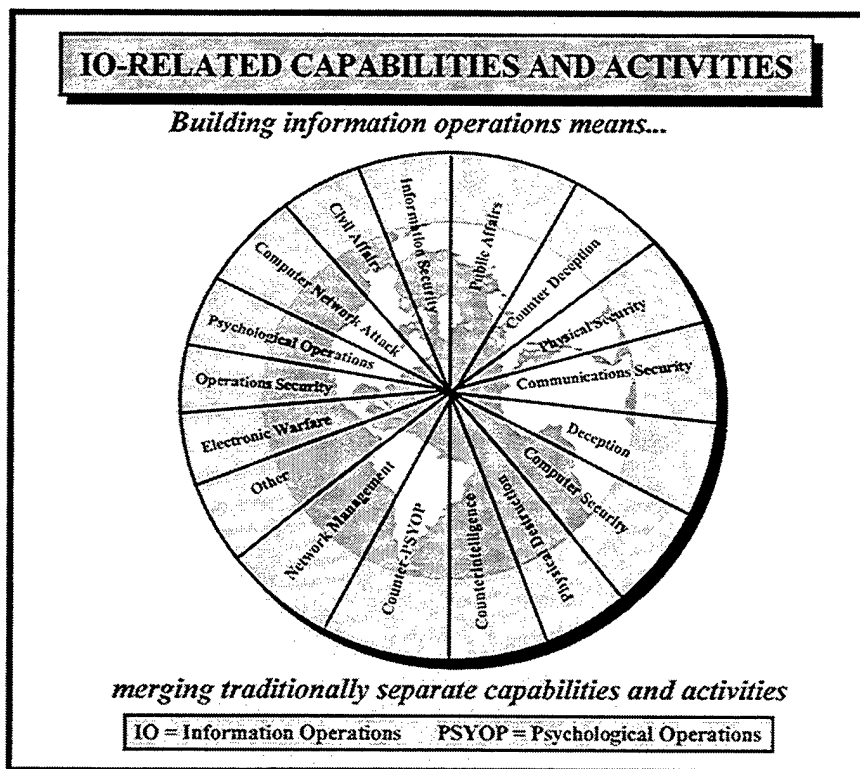 IO-RELATED CAPABILITIES AND ACTIVITIES
Building information operations means...
Public Affairs
Counter Deception
Physical Security
Communications Security
Deception
Computer Security
Physical Destruction
Counterintelligence
Counter-PSYOP
Network Management
Other
Electronic Warfare
Operations Security
Psychological Operations
Computer Network Attack
Civil Affairs
Information Security
merging traditionally separate capabilities and activities
IO = Information Operations PSYOP = Psychological Operations